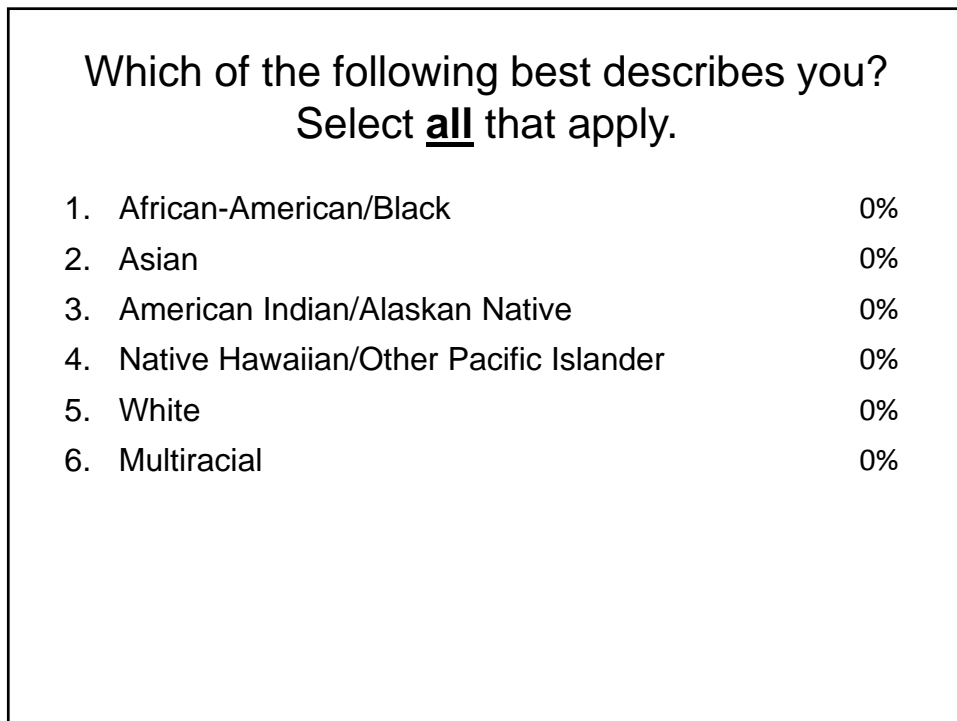 Which of the following best describes you?
Select all that apply.
1. African-American/Black 0%
2. Asian 0%
3. American Indian/Alaskan Native 0%
4. Native Hawaiian/Other Pacific Islander 0%
5. White 0%
6. Multiracial 0%